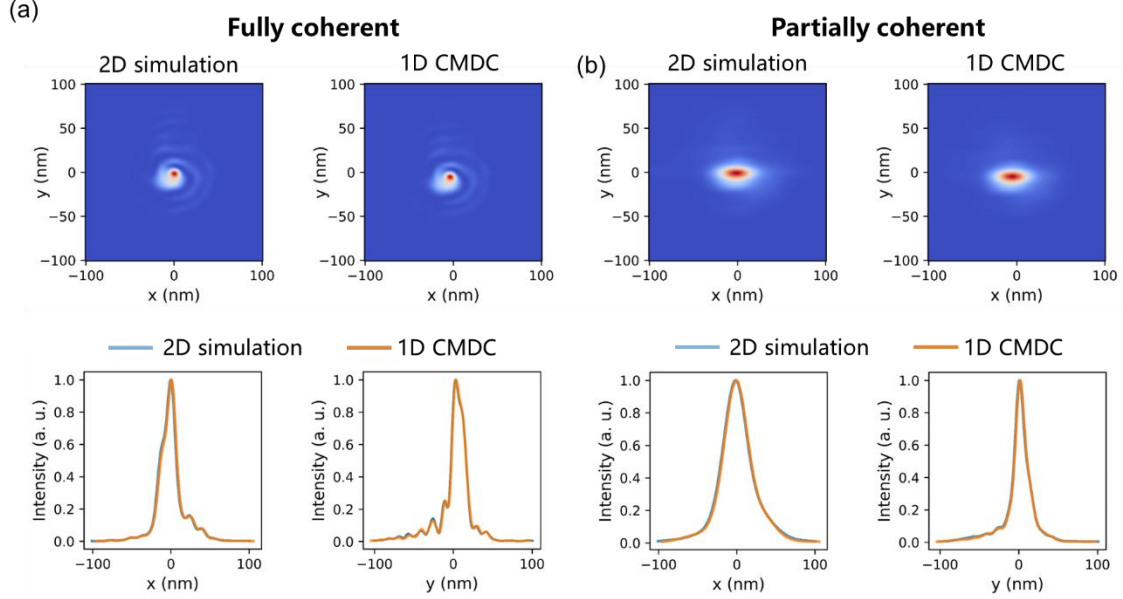 (a)
Fully coherent
Partially coherent
2D simulation
1D CMDC
(b)
2D simulation
1D CMDC
100
50
0
−50
−100
y (nm)
−100
0
100
x (nm)
100
50
0
−50
−100
y (nm)
−100
0
100
x (nm)
100
50
0
−50
−100
y (nm)
−100
0
100
x (nm)
100
50
0
−50
−100
y (nm)
−100
0
100
x (nm)
2D simulation
1D CMDC
2D simulation
1D CMDC
1.0
0.8
0.6
0.4
0.2
0.0
Intensity (a. u.)
−100
0
100
x (nm)
1.0
0.8
0.6
0.4
0.2
0.0
Intensity (a. u.)
−100
0
100
y (nm)
1.0
0.8
0.6
0.4
0.2
0.0
Intensity (a. u.)
−100
0
100
x (nm)
1.0
0.8
0.6
0.4
0.2
0.0
Intensity (a. u.)
−100
0
100
y (nm)